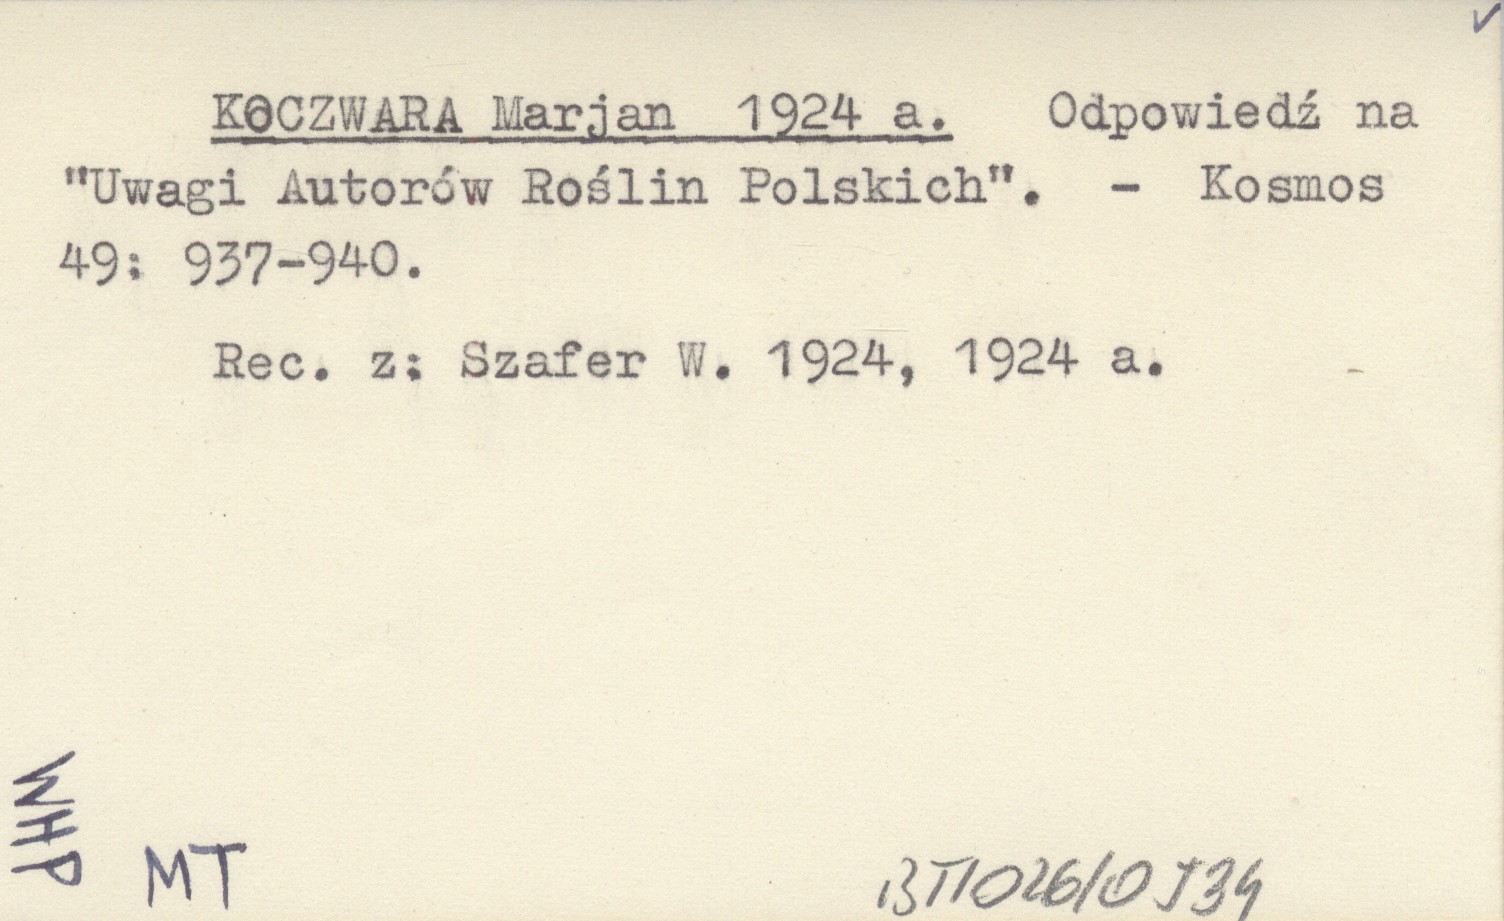 KOCZWARA Marjan 1924 a. Odpowiedź na
"Uwagi Autorów Roślin Polskich". - Kosmos
49: 937-940.
Rec. z: Szafer W. 1924, 1924 a.
WHP
MT